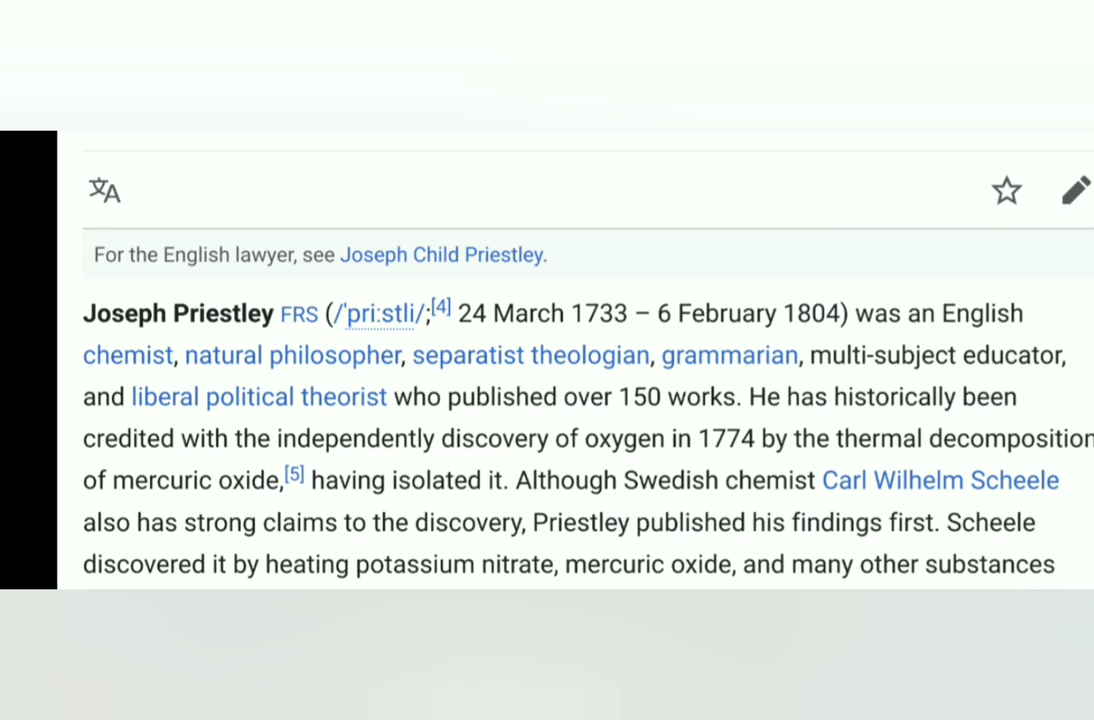 For the English lawyer, see Joseph Child Priestley.
Joseph Priestley FRS (/ˈpriːstli/;[4] 24 March 1733 – 6 February 1804) was an English
chemist, natural philosopher, separatist theologian, grammarian, multi-subject educator,
and liberal political theorist who published over 150 works. He has historically been
credited with the independently discovery of oxygen in 1774 by the thermal decomposition
of mercuric oxide,[5] having isolated it. Although Swedish chemist Carl Wilhelm Scheele
also has strong claims to the discovery, Priestley published his findings first. Scheele
discovered it by heating potassium nitrate, mercuric oxide, and many other substances